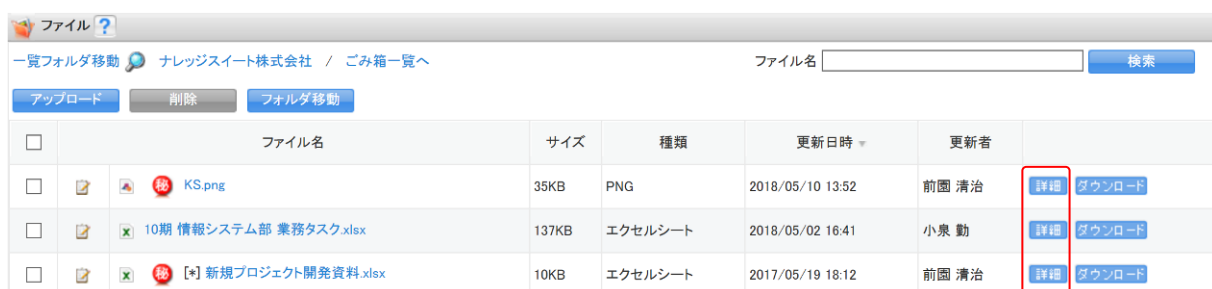 ファイル ?
一覧フォルダ移動 ナレッジスイート株式会社 / ごみ箱一覧へ ファイル名 検索
アップロード 削除 フォルダ移動
ファイル名 サイズ 種類 更新日時 更新者
秘 KS.png 35KB PNG 2018/05/10 13:52 前園 清治 詳細 ダウンロード
10期 情報システム部 業務タスク.xlsx 137KB エクセルシート 2018/05/02 16:41 小泉 勤 詳細 ダウンロード
秘 [*] 新規プロジェクト開発資料.xlsx 10KB エクセルシート 2017/05/19 18:12 前園 清治 詳細 ダウンロード